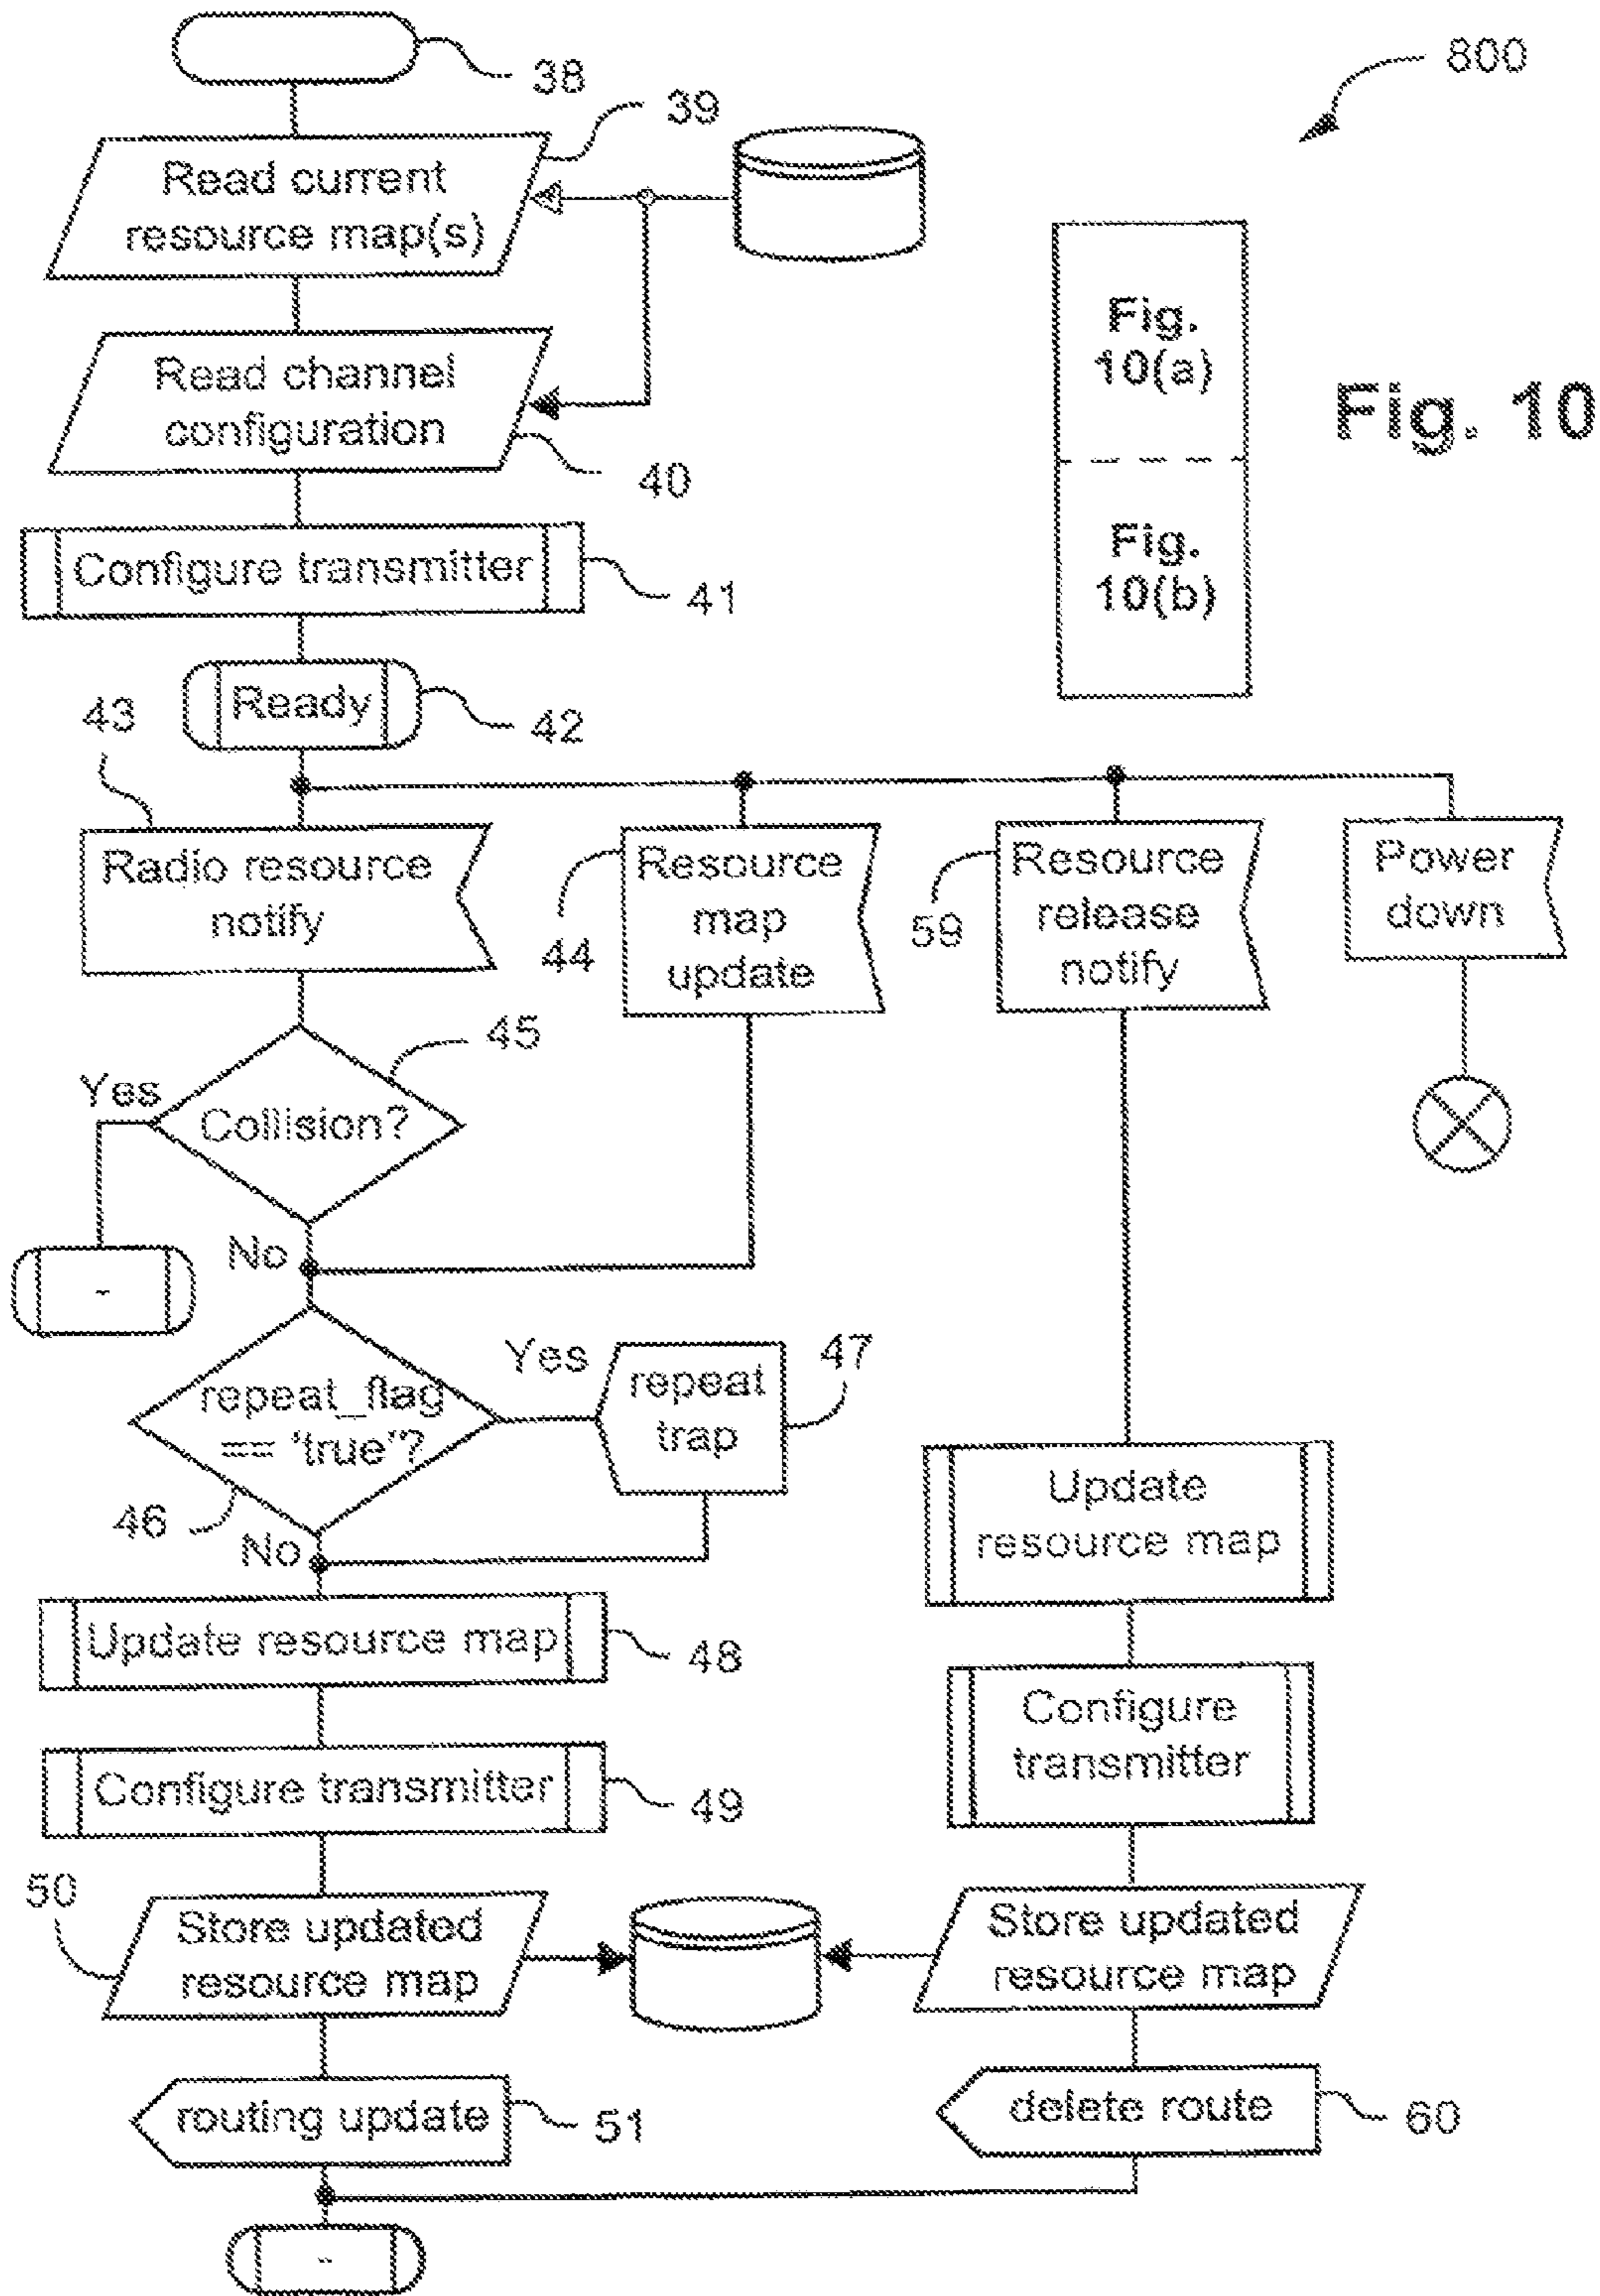 800
38
39
Read current
resource map(s)
Fig.
10(a)
Fig. 10
Read channel
configuration
40
Fig.
10(b)
Configure transmitter
41
Ready
42
43
Radio resource
notify
44
Resource
map
update
59
Resource
release
notify
Power
down
45
Yes
Collision?
No
-
repeat_flag
== 'true'?
Yes
repeat
trap
47
46
No
Update
resource map
Update resource map
48
Configure
transmitter
Configure transmitter
49
50
Store updated
resource map
Store updated
resource map
routing update
51
delete route
60
-